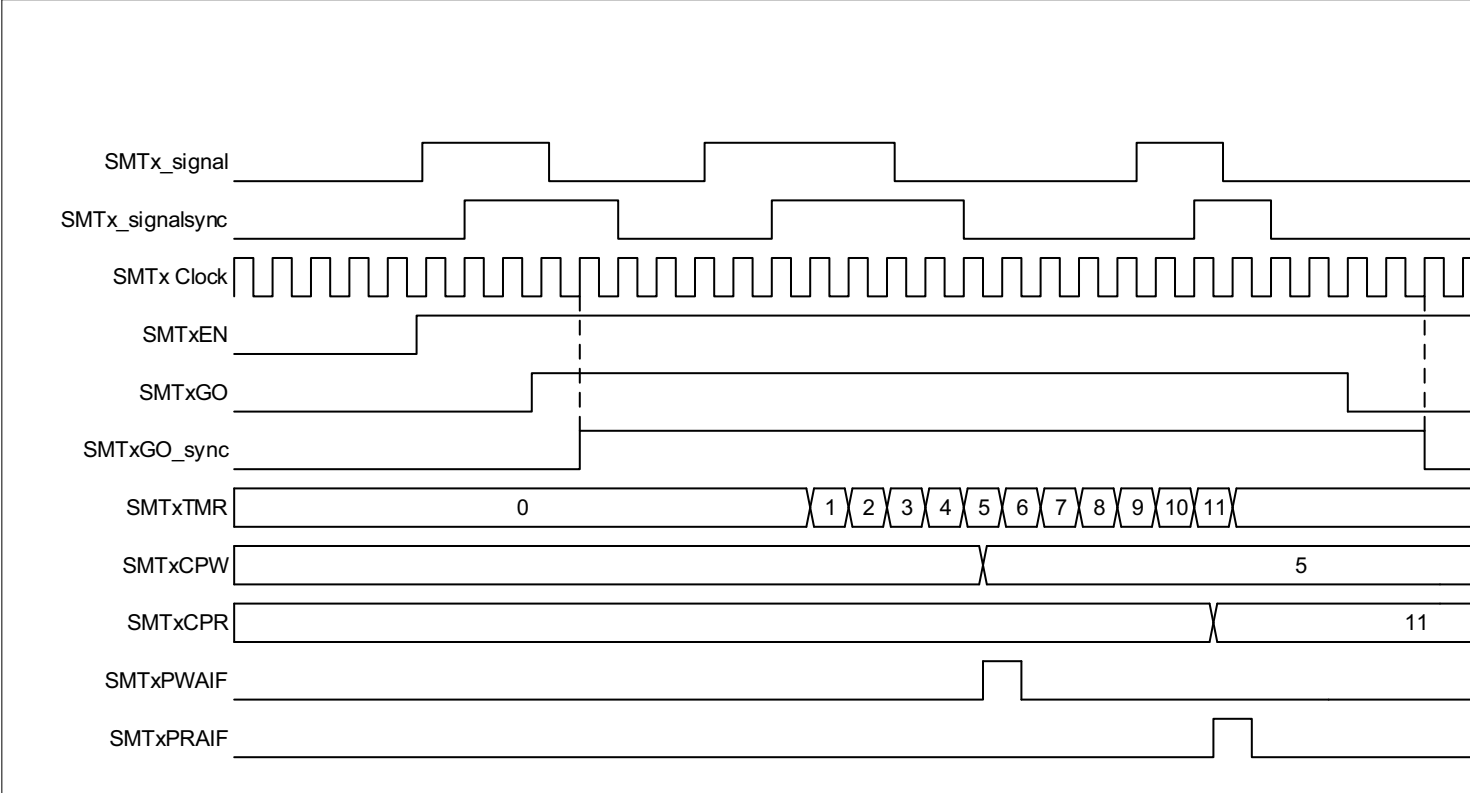 SMTx_signal
SMTx_signalsync
SMTx Clock
SMTxEN
SMTxGO
SMTxGO_sync
SMTxTMR 0 1 2 3 4 5 6 7 8 9 10 11
SMTxCPW 5
SMTxCPR 11
SMTxPWAIF
SMTxPRAIF